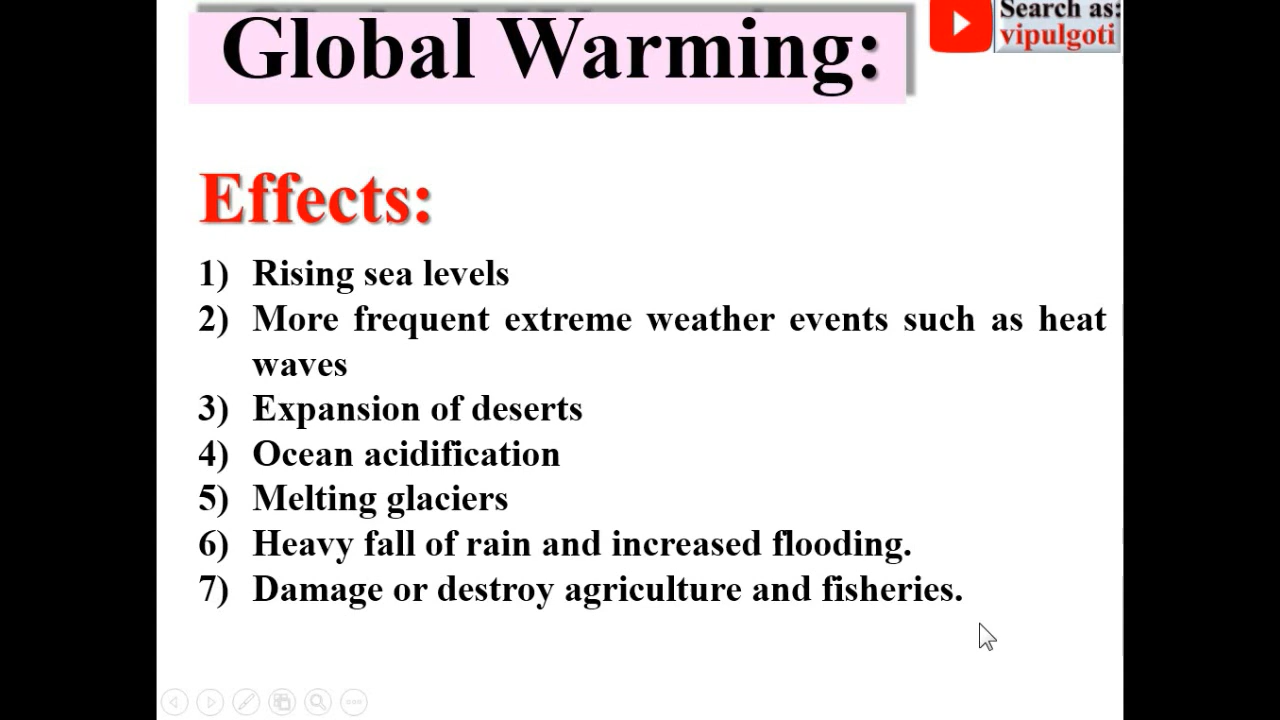 Global Warming:
Search as:
vipulgoti
Effects:
1) Rising sea levels
2) More frequent extreme weather events such as heat
waves
3) Expansion of deserts
4) Ocean acidification
5) Melting glaciers
6) Heavy fall of rain and increased flooding.
7) Damage or destroy agriculture and fisheries.